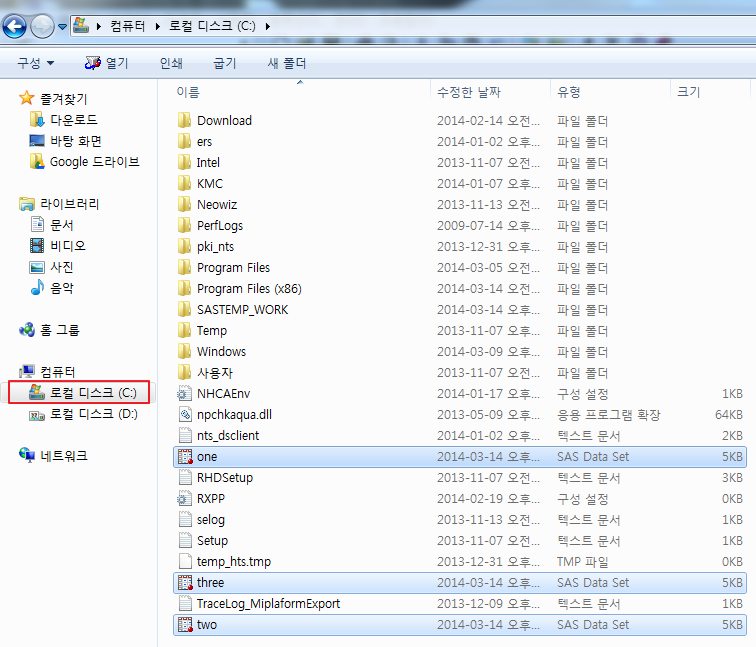 컴퓨터 ▸ 로컬 디스크 (C:) ▸
구성 ▼ 열기 인쇄 굽기 새 폴더
즐겨찾기
다운로드
바탕 화면
Google 드라이브
라이브러리
문서
비디오
사진
음악
홈 그룹
컴퓨터
로컬 디스크 (C:)
로컬 디스크 (D:)
네트워크
이름 수정한 날짜 유형 크기
Download 2014-02-14 오전... 파일 폴더
ers 2014-01-02 오후... 파일 폴더
Intel 2013-11-07 오전... 파일 폴더
KMC 2014-01-07 오후... 파일 폴더
Neowiz 2013-11-13 오전... 파일 폴더
PerfLogs 2009-07-14 오후... 파일 폴더
pki_nts 2013-12-31 오후... 파일 폴더
Program Files 2014-03-05 오전... 파일 폴더
Program Files (x86) 2014-03-14 오후... 파일 폴더
SASTEMP_WORK 2014-03-14 오후... 파일 폴더
Temp 2013-11-07 오후... 파일 폴더
Windows 2014-03-09 오후... 파일 폴더
사용자 2013-11-07 오전... 파일 폴더
NHCAEnv 2014-01-17 오후... 구성 설정 1KB
npchkaqua.dll 2013-05-09 오후... 응용 프로그램 확장 64KB
nts_dsclient 2014-01-02 오후... 텍스트 문서 2KB
one 2014-03-14 오후... SAS Data Set 5KB
RHDSetup 2013-11-07 오전... 텍스트 문서 3KB
RXPP 2014-02-19 오후... 구성 설정 0KB
selog 2013-11-13 오전... 텍스트 문서 1KB
Setup 2013-11-07 오전... 텍스트 문서 1KB
temp_hts.tmp 2013-12-31 오후... TMP 파일 0KB
three 2014-03-14 오후... SAS Data Set 5KB
TraceLog_MiplaformExport 2013-12-09 오후... 텍스트 문서 1KB
two 2014-03-14 오후... SAS Data Set 5KB